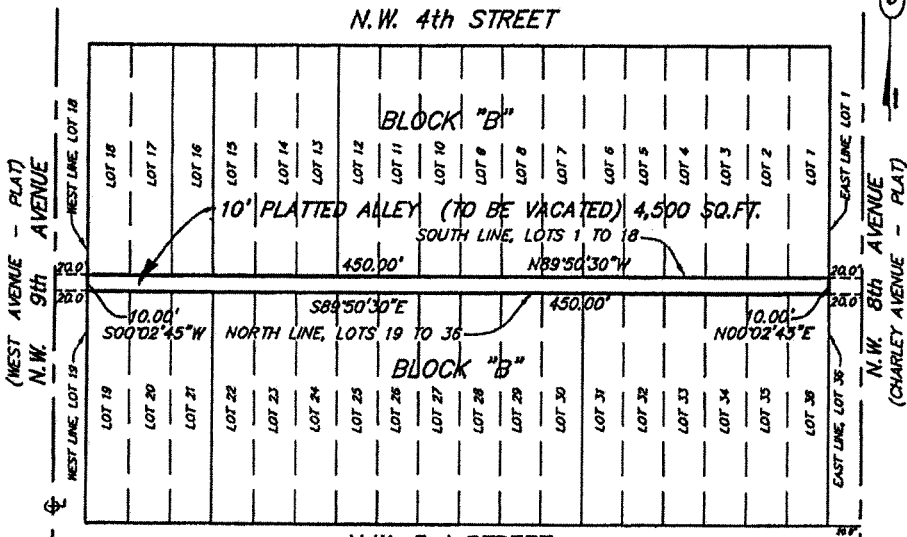 N.W. 4th STREET
(WEST AVENUE - PLAT)
N.W. 9th AVENUE
WEST LINE, LOT 18
LOT 18
LOT 17
LOT 16
LOT 15
LOT 14
LOT 13
LOT 12
LOT 11
LOT 10
LOT 9
LOT 8
LOT 7
LOT 6
LOT 5
LOT 4
LOT 3
LOT 2
LOT 1
EAST LINE, LOT 1
N.W. 8th AVENUE
(CHARLEY AVENUE - PLAT)
BLOCK "B"
10' PLATTED ALLEY (TO BE VACATED) 4,500 SQ.FT.
SOUTH LINE, LOTS 1 TO 18
20.0'
450.00'
N89°50'30"W
20.0'
20.0'
S89°50'30"E
450.00'
20.0'
10.00'
S00°02'45"W
NORTH LINE, LOTS 19 TO 36
10.00'
N00°02'45"E
BLOCK "B"
WEST LINE, LOT 19
LOT 19
LOT 20
LOT 21
LOT 22
LOT 23
LOT 24
LOT 25
LOT 26
LOT 27
LOT 28
LOT 29
LOT 30
LOT 31
LOT 32
LOT 33
LOT 34
LOT 35
LOT 36
EAST LINE, LOT 36